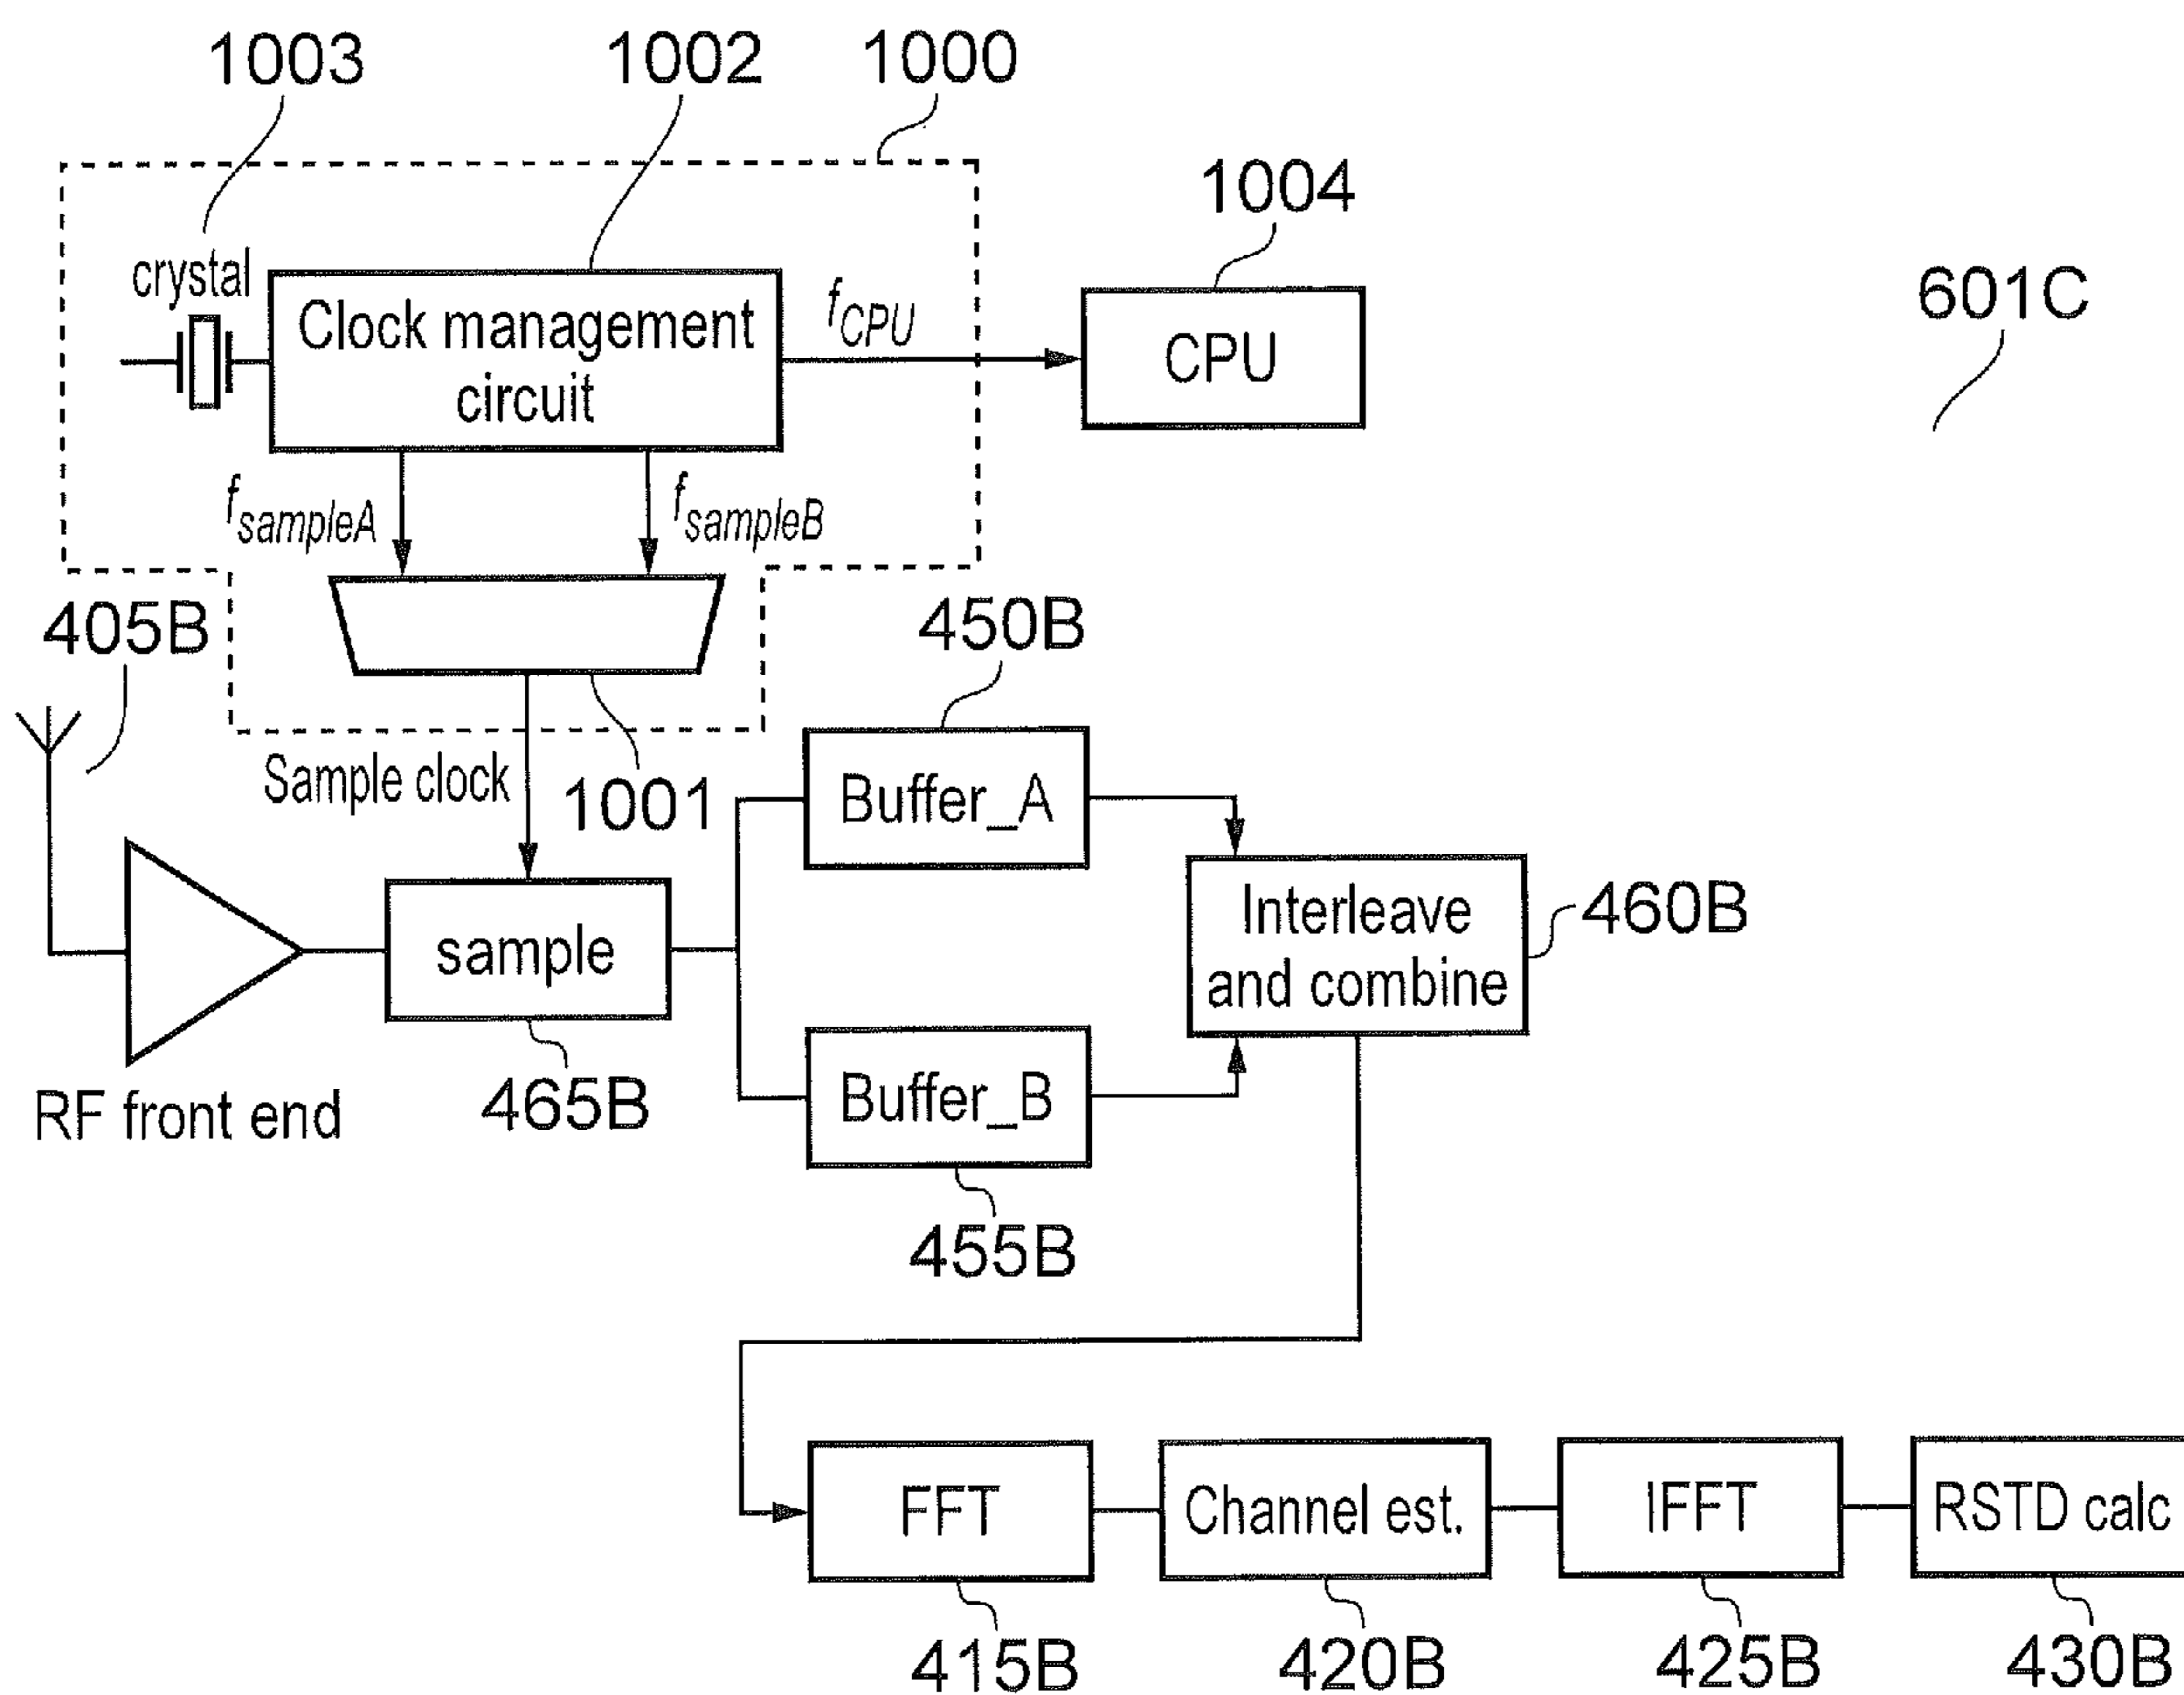 1003
1002
1000
1004
crystal
601C
Clock management
circuit
fCPU
CPU
fsampleA
fsampleB
405B
450B
Sample clock
1001
Buffer_A
Interleave
and combine
460B
sample
RF front end
465B
Buffer_B
455B
FFT
Channel est.
IFFT
RSTD calc
415B
420B
425B
430B